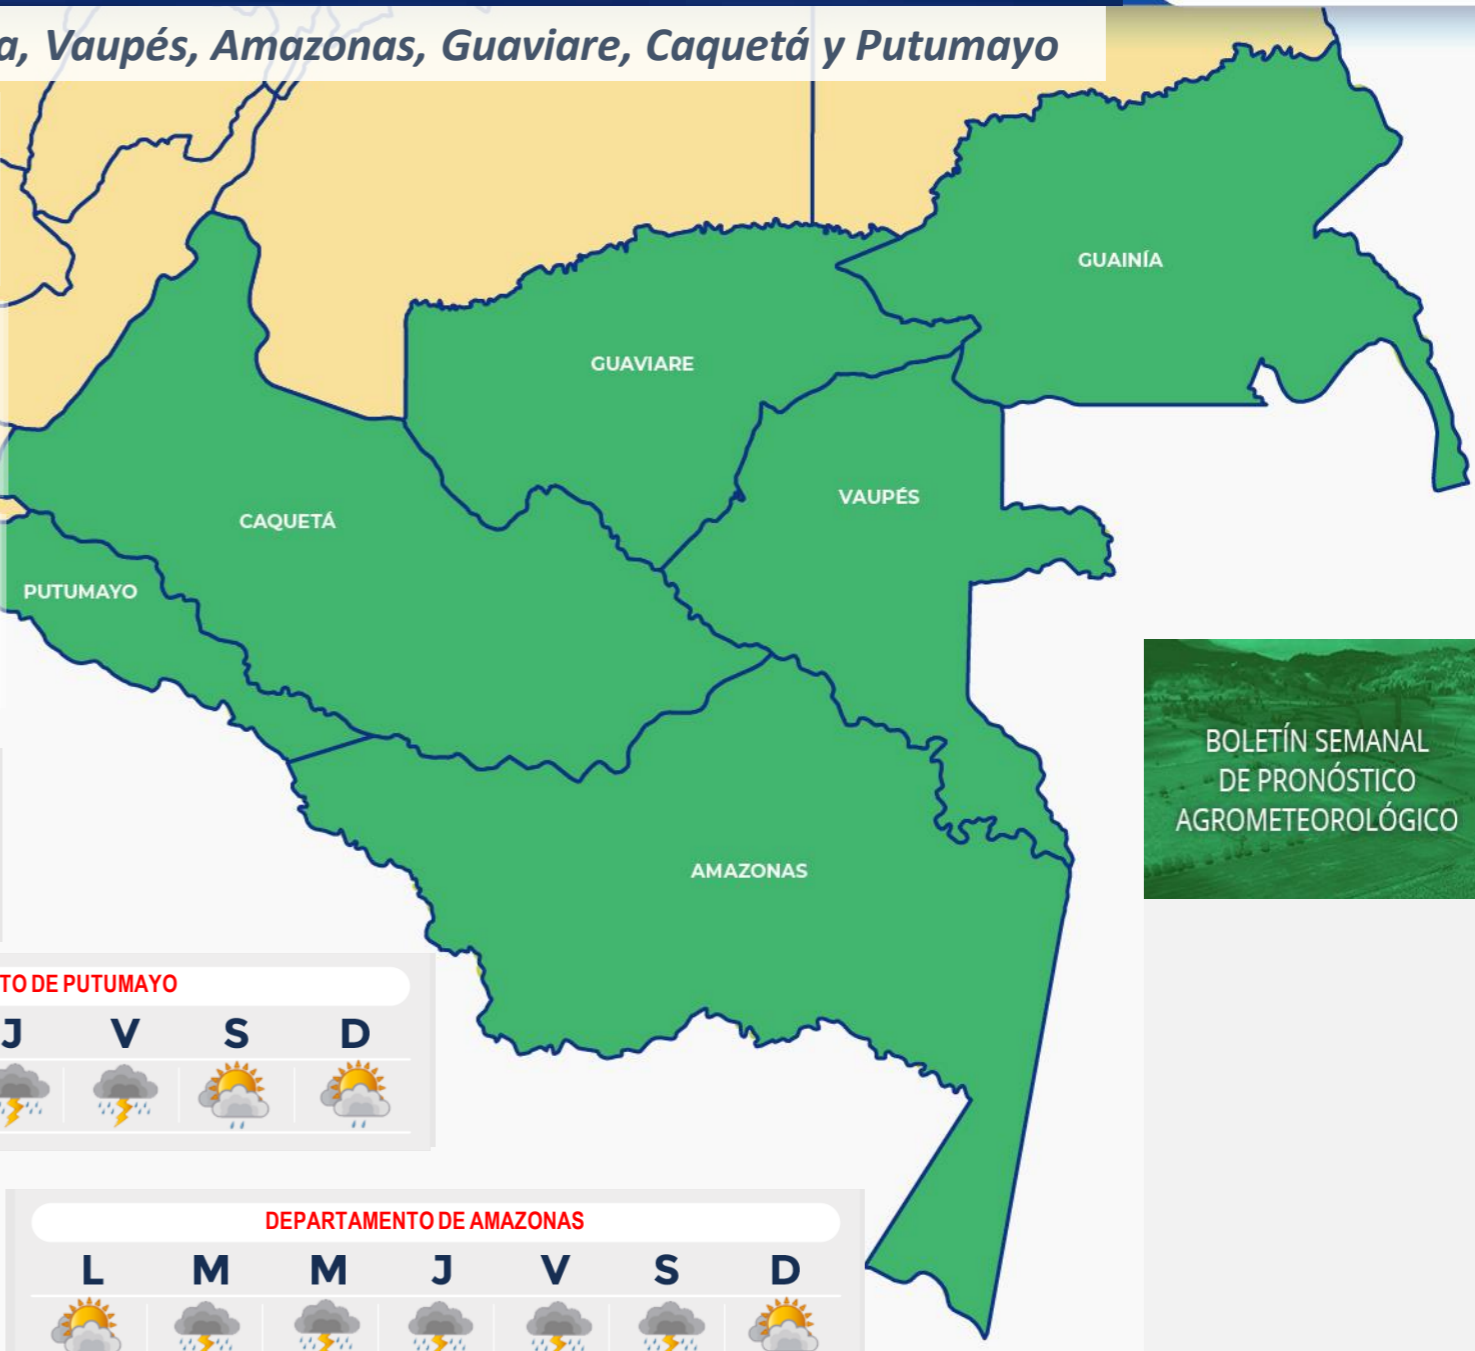 Vaupés, Amazonas, Guaviare, Caquetá y Putumayo
GUAINÍA
GUAVIARE
VAUPÉS
CAQUETÁ
PUTUMAYO
BOLETÍN SEMANAL
DE PRONÓSTICO
AGROMETEOROLÓGICO
AMAZONAS
DE PUTUMAYO
J V S D
DEPARTAMENTO DE AMAZONAS
L M M J V S D